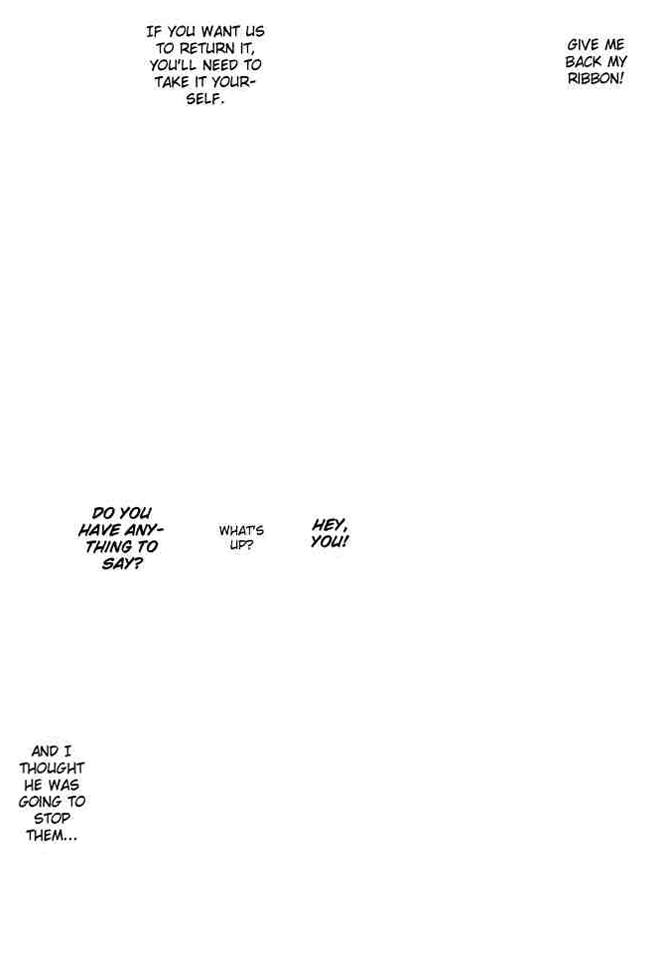 GIVE ME
BACK MY
RIBBON!
IF YOU WANT US
TO RETURN IT,
YOU'LL NEED TO
TAKE IT YOUR-
SELF.
HEY,
YOU!
WHAT'S
UP?
DO YOU
HAVE ANY-
THING TO
SAY?
AND I
THOUGHT
HE WAS
GOING TO
STOP
THEM...